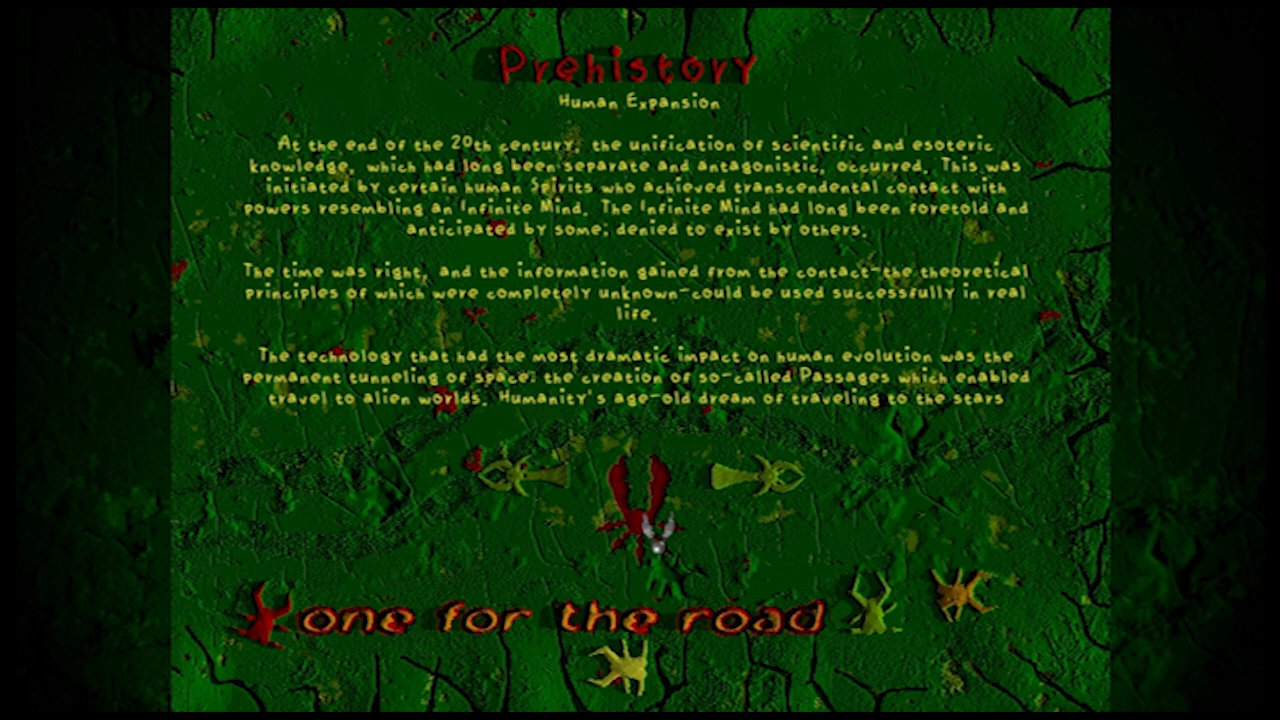 Prehistory
Human Expansion
At the end of the 20th century, the unification of scientific and esoteric
knowledge, which had long been separate and antagonistic, occurred. This was
initiated by certain human Spirits who achieved transcendental contact with
powers resembling an Infinite Mind. The Infinite Mind had long been foretold and
anticipated by some; denied to exist by others.
The time was right, and the information gained from the contact-the theoretical
principles of which were completely unknown-could be used successfully in real
life.
The technology that had the most dramatic impact on human evolution was the
permanent tunneling of space: the creation of so-called Passages which enabled
travel to alien worlds. Humanity's age-old dream of traveling to the stars
one for the road